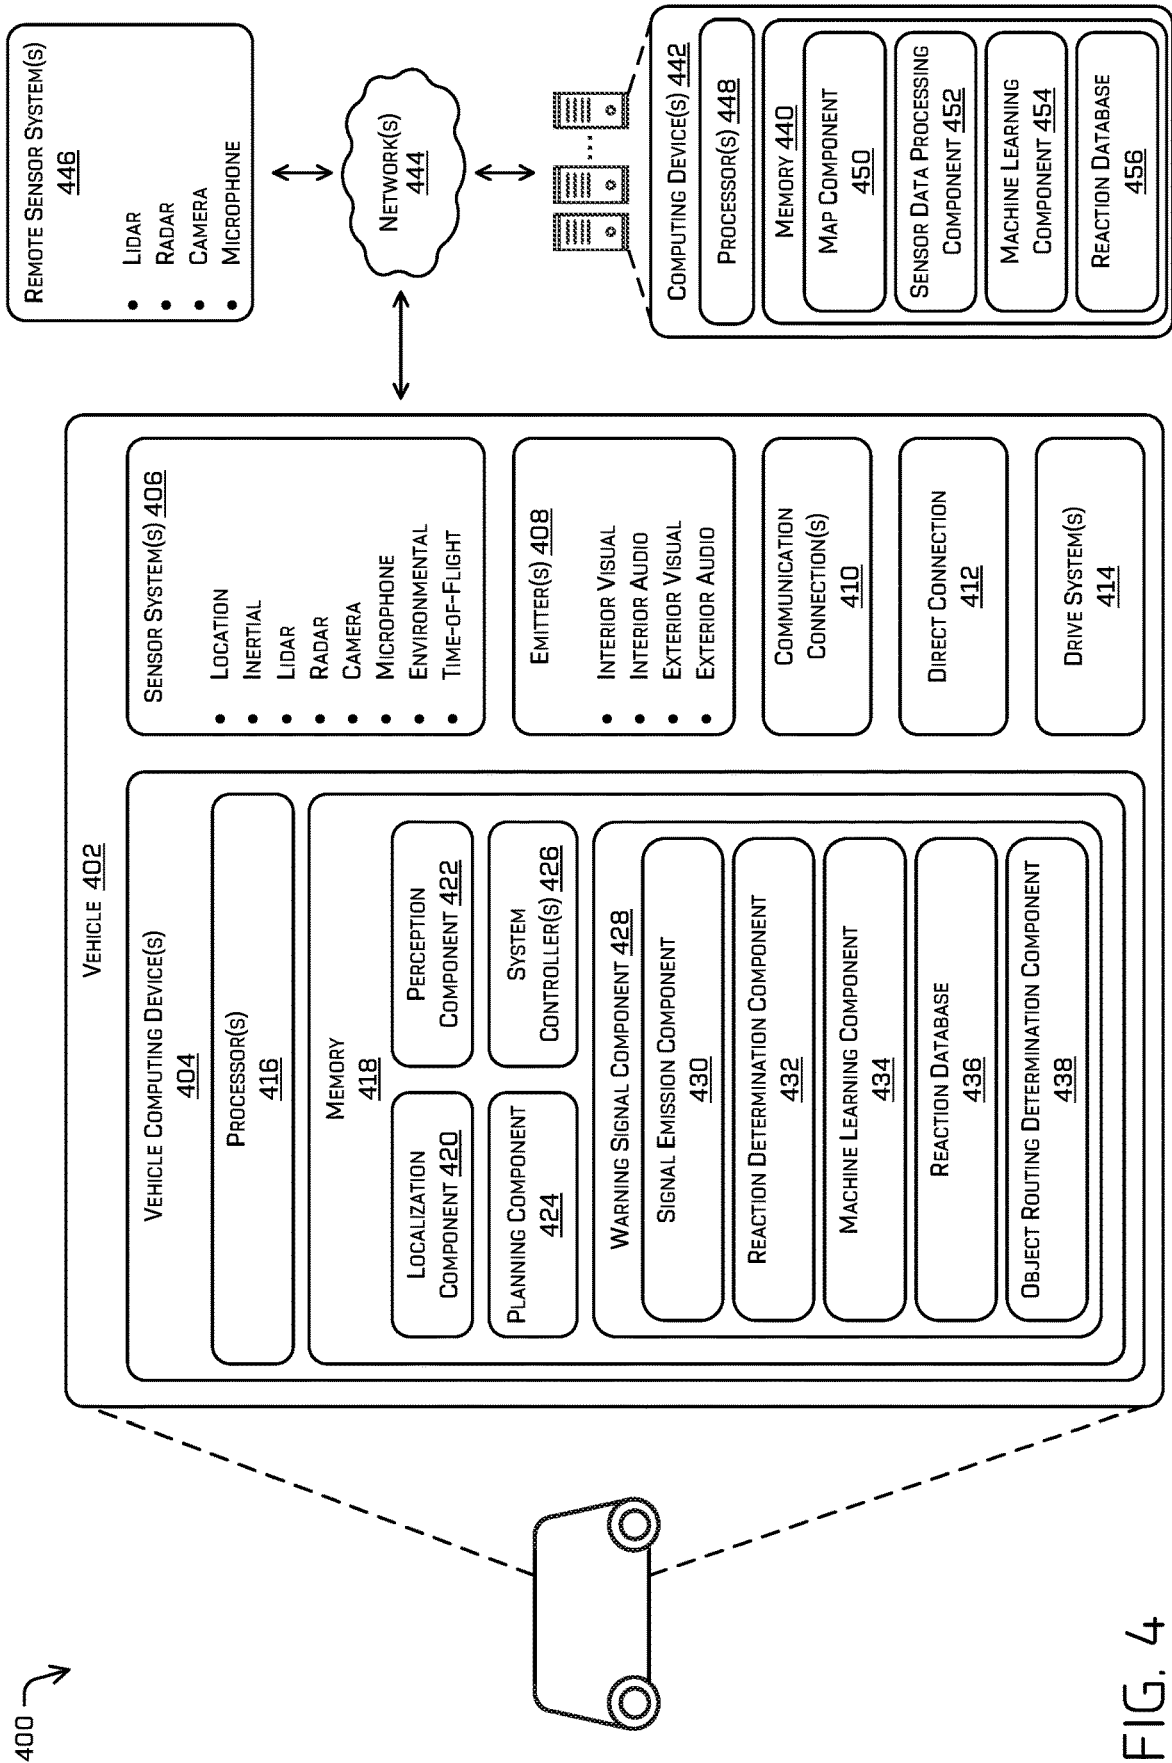 400
VEHICLE 402
VEHICLE COMPUTING DEVICE(S)
404
PROCESSOR(S)
416
MEMORY
418
LOCALIZATION
COMPONENT 420
PERCEPTION
COMPONENT 422
PLANNING COMPONENT
424
SYSTEM
CONTROLLER(S) 426
WARNING SIGNAL COMPONENT 428
SIGNAL EMISSION COMPONENT
430
REACTION DETERMINATION COMPONENT
432
MACHINE LEARNING COMPONENT
434
REACTION DATABASE
436
OBJECT ROUTING DETERMINATION COMPONENT
438
SENSOR SYSTEM(S) 406
• LOCATION
• INERTIAL
• LIDAR
• RADAR
• CAMERA
• MICROPHONE
• ENVIRONMENTAL
• TIME-OF-FLIGHT
EMITTER(S) 408
• INTERIOR VISUAL
• INTERIOR AUDIO
• EXTERIOR VISUAL
• EXTERIOR AUDIO
COMMUNICATION
CONNECTION(S)
410
DIRECT CONNECTION
412
DRIVE SYSTEM(S)
414
REMOTE SENSOR SYSTEM(S)
446
• LIDAR
• RADAR
• CAMERA
• MICROPHONE
NETWORK(S)
444
COMPUTING DEVICE(S) 442
PROCESSOR(S) 448
MEMORY 440
MAP COMPONENT
450
SENSOR DATA PROCESSING
COMPONENT 452
MACHINE LEARNING
COMPONENT 454
REACTION DATABASE
456
FIG. 4